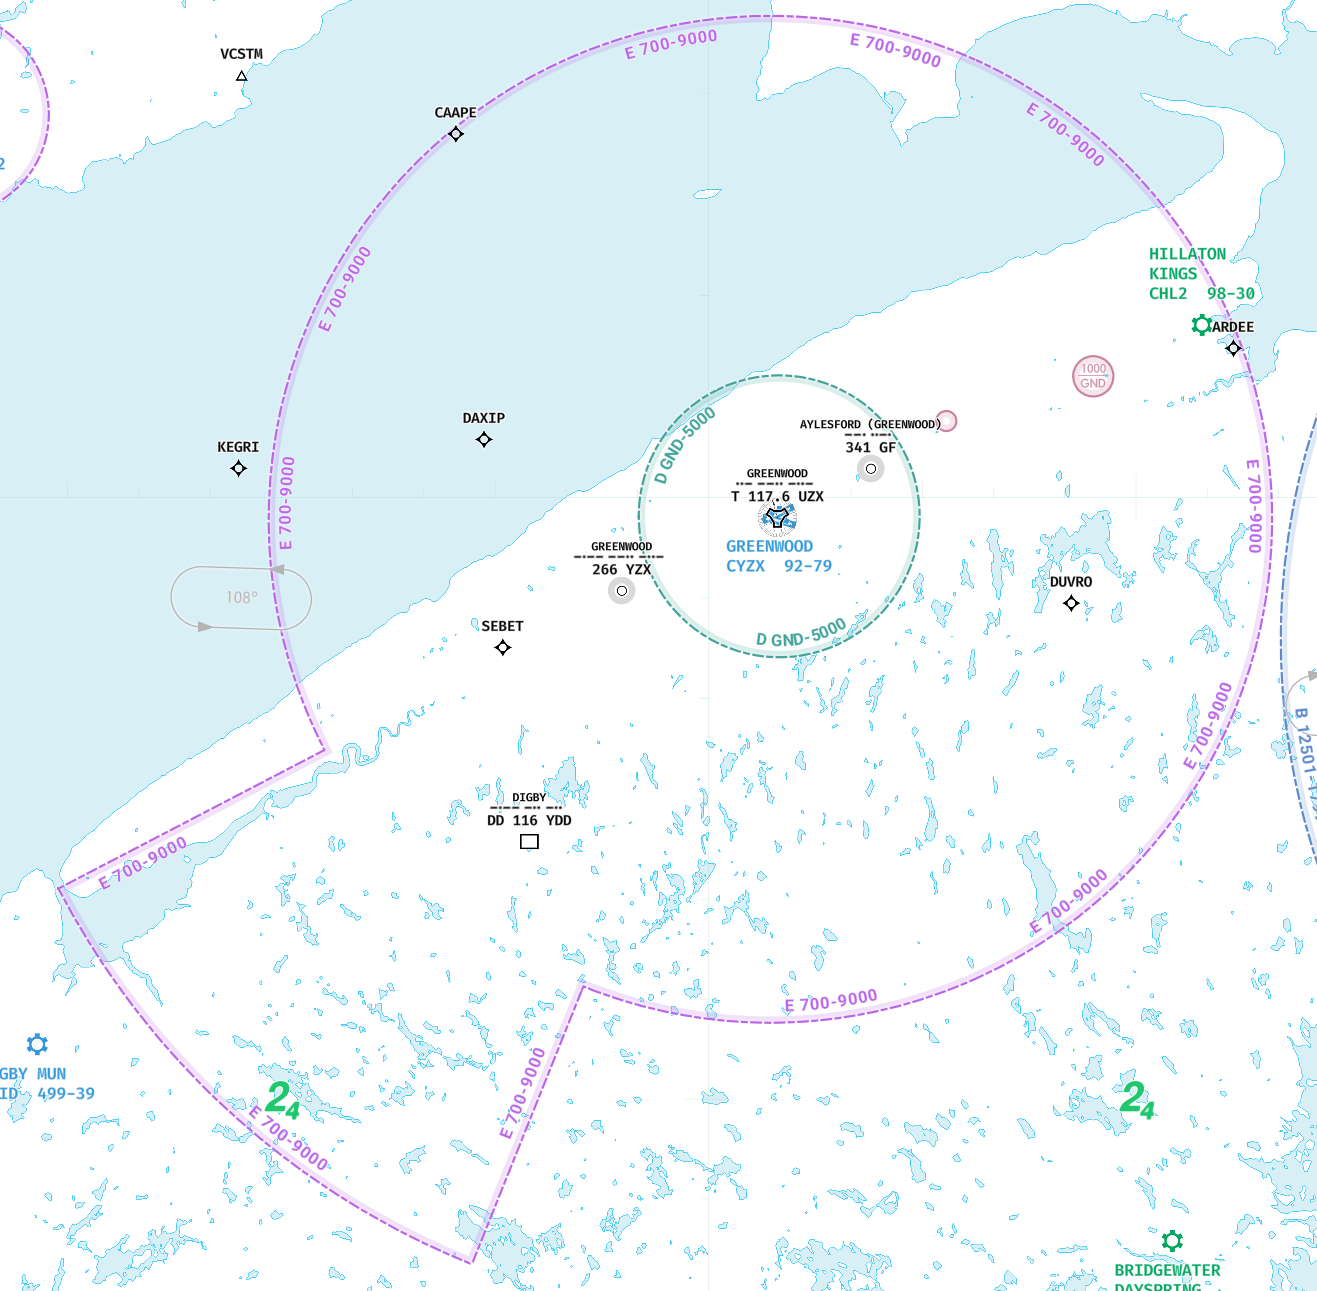 VCSTM
E 700-9000
E 700-9000
CAAPE
E 700-9000
2
HILLATON
KINGS
CHL2 98-30
E 700-9000
ARDEE
1000
GND
DAXIP
D GND-5000
AYLESFORD (GREENWOOD)
341 GF
KEGRI
E 700-9000
GREENWOOD
T 117.6 UZX
E 700-9000
GREENWOOD
CYZX 92-79
GREENWOOD
266 YZX
DUVRO
108°
SEBET
D GND-5000
E 700-9000
B 12501-
DIGBY
DD 116 YDD
E 700-9000
E 700-9000
E 700-9000
GBY MUN
ID 499-39
E 700-9000
24
24
E 700-9000
BRIDGEWATER
DAYSPRING